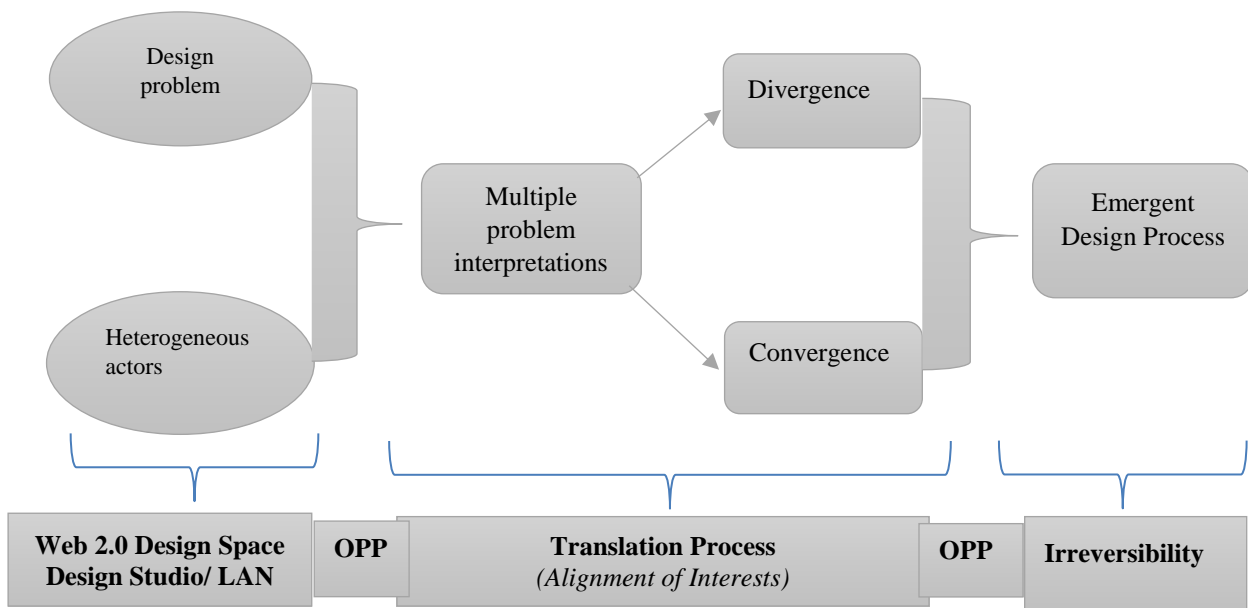 Design
problem
Divergence
Multiple
problem
interpretations
Emergent
Design Process
Heterogeneous
actors
Convergence
Web 2.0 Design Space
Design Studio/ LAN
OPP
Translation Process
(Alignment of Interests)
OPP
Irreversibility